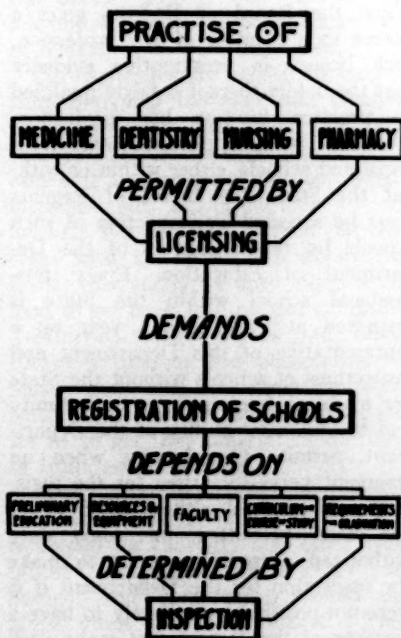 PRACTISE OF
MEDICINE DENTISTRY NURSING PHARMACY
PERMITTED BY
LICENSING
DEMANDS
REGISTRATION OF SCHOOLS
DEPENDS ON
PRELIMINARY EDUCATION
RESOURCES & EQUIPMENT
FACULTY
CURRICULUM AND COURSE OF STUDY
REQUIREMENTS FOR GRADUATION
DETERMINED BY
INSPECTION